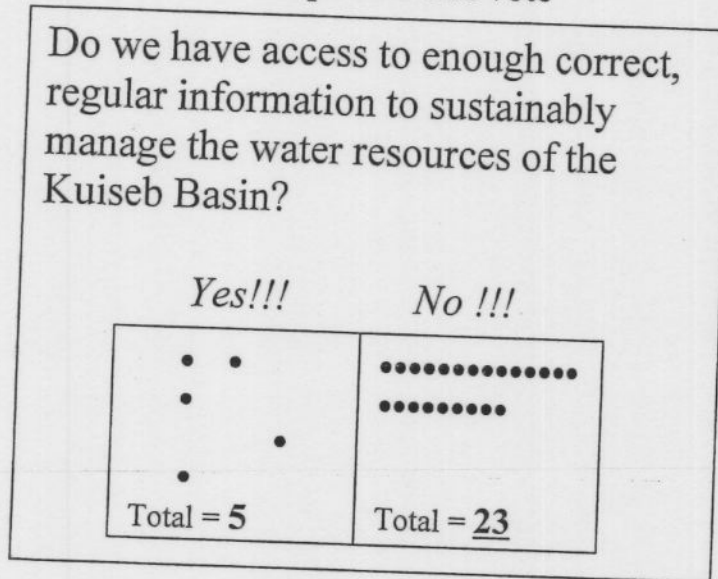 Do we have access to enough correct,
regular information to sustainably
manage the water resources of the
Kuiseb Basin?
Yes!!! No !!!
Total = 5 Total = 23